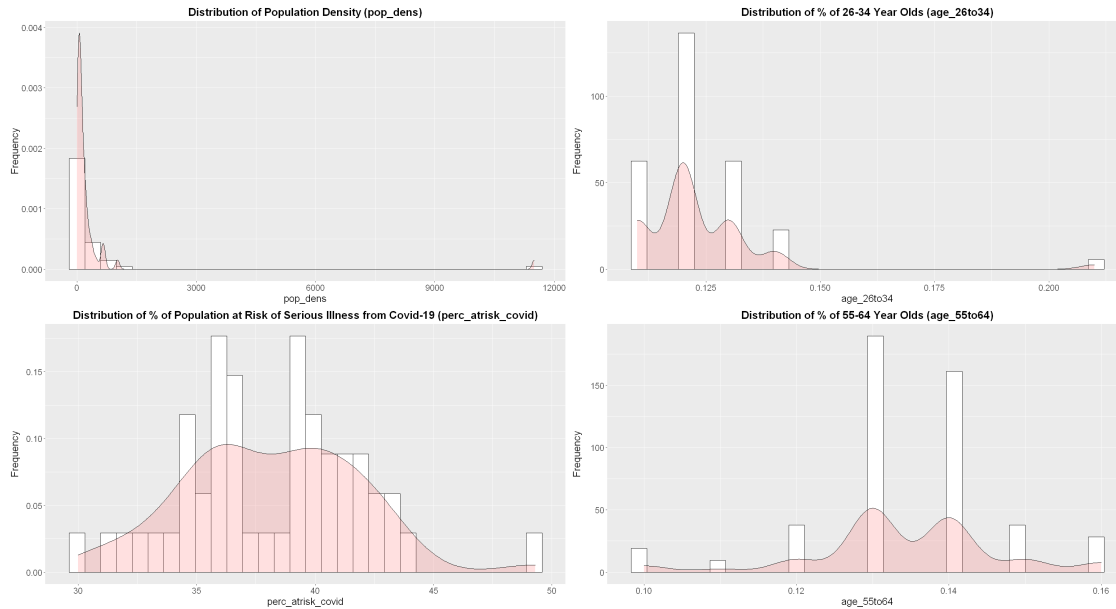 Distribution of Population Density (pop_dens)
Frequency
0.004
0.003
0.002
0.001
0.000
0
3000
6000
9000
12000
pop_dens
Distribution of % of 26-34 Year Olds (age_26to34)
Frequency
100
50
0
0.125
0.150
0.175
0.200
age_26to34
Distribution of % of Population at Risk of Serious Illness from Covid-19 (perc_atrisk_covid)
Frequency
0.15
0.10
0.05
0.00
30
35
40
45
50
perc_atrisk_covid
Distribution of % of 55-64 Year Olds (age_55to64)
Frequency
150
100
50
0
0.10
0.12
0.14
0.16
age_55to64